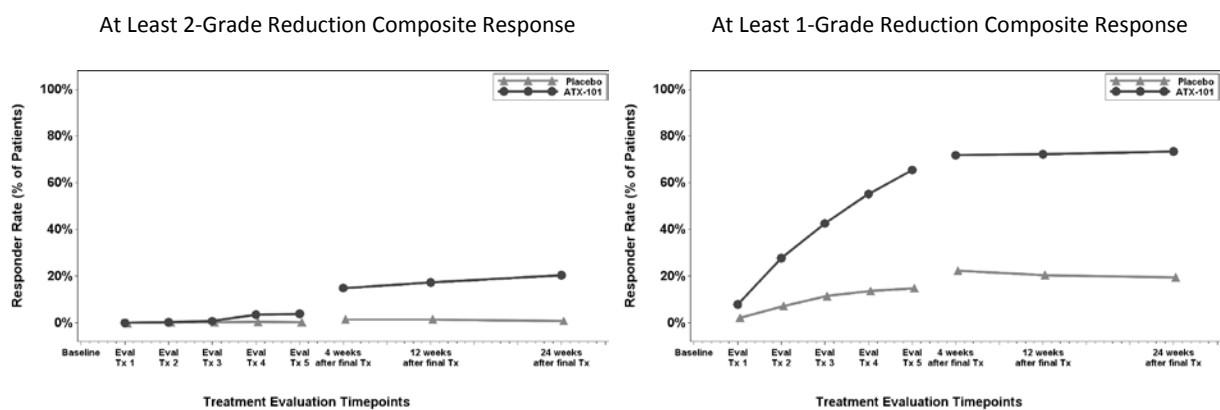 At Least 2-Grade Reduction Composite Response
Placebo
ATX-101
100%
80%
60%
40%
20%
0%
Responder Rate (% of Patients)
Baseline
Eval
Tx 1
Eval
Tx 2
Eval
Tx 3
Eval
Tx 4
Eval
Tx 5
4 weeks
after final Tx
12 weeks
after final Tx
24 weeks
after final Tx
Treatment Evaluation Timepoints
At Least 1-Grade Reduction Composite Response
Placebo
ATX-101
100%
80%
60%
40%
20%
0%
Responder Rate (% of Patients)
Baseline
Eval
Tx 1
Eval
Tx 2
Eval
Tx 3
Eval
Tx 4
Eval
Tx 5
4 weeks
after final Tx
12 weeks
after final Tx
24 weeks
after final Tx
Treatment Evaluation Timepoints